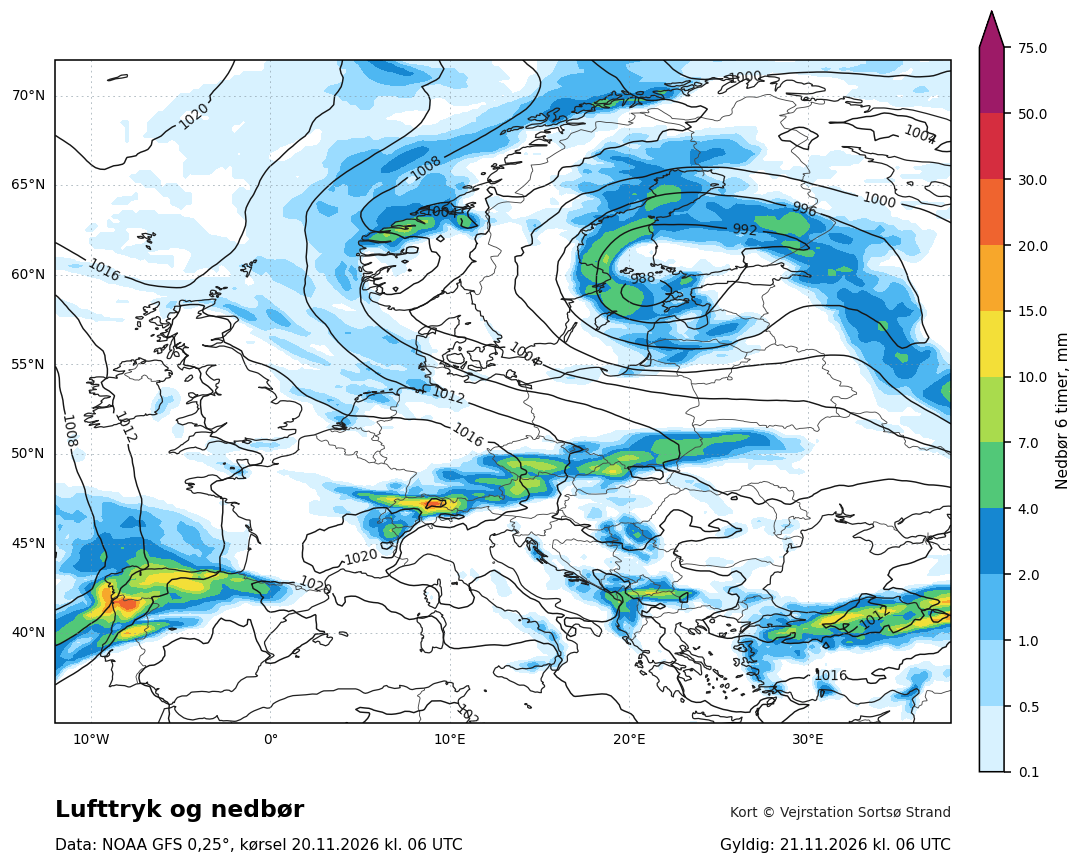 75.0
50.0
30.0
20.0
15.0
10.0
7.0
4.0
2.0
1.0
0.5
0.1
Nedbør 6 timer, mm
70°N
65°N
60°N
55°N
50°N
45°N
40°N
10°W
0°
10°E
20°E
30°E
1020
1000
1004
1008
1004
1000
996
992
988
1016
1004
1012
1016
1008
1012
1020
1020
1012
1016
102
Lufttryk og nedbør
Kort © Vejrstation Sortsø Strand
Data: NOAA GFS 0,25°, kørsel 20.11.2026 kl. 06 UTC
Gyldig: 21.11.2026 kl. 06 UTC